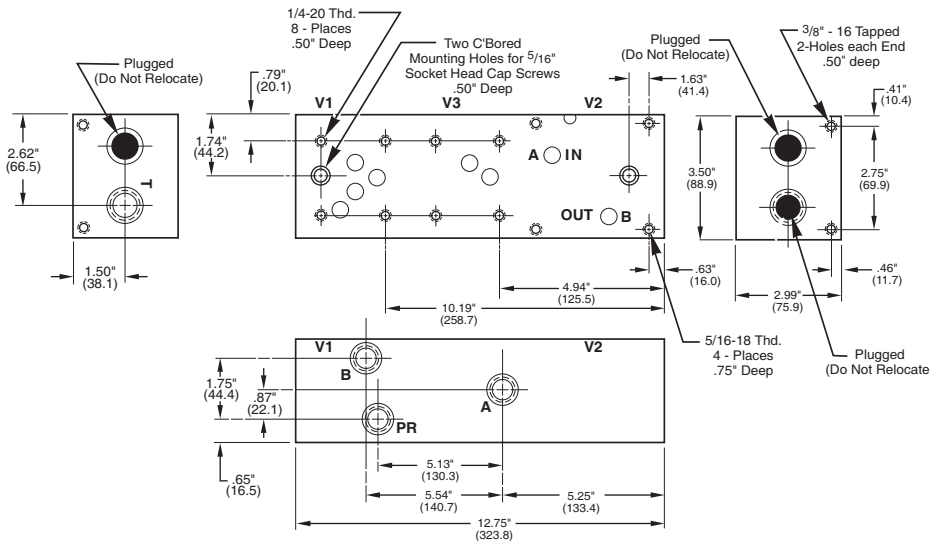 1/4-20 Thd.
8 - Places
.50" Deep
Two C'Bored
Mounting Holes for 5/16"
Socket Head Cap Screws
.50" Deep
Plugged
(Do Not Relocate)
3/8" - 16 Tapped
2-Holes each End
.50" deep
Plugged
(Do Not Relocate)
.79"
(20.1)
1.63"
(41.4)
.41"
(10.4)
V1
V3
V2
2.62"
(66.5)
T
1.50"
(38.1)
1.74"
(44.2)
A IN
OUT B
3.50"
(88.9)
2.75"
(69.9)
.63"
(16.0)
.46"
(11.7)
4.94"
(125.5)
2.99"
(75.9)
10.19"
(258.7)
5/16-18 Thd.
4 - Places
.75" Deep
Plugged
(Do Not Relocate
V1
V2
B
A
PR
1.75"
(44.4)
.87"
(22.1)
.65"
(16.5)
5.13"
(130.3)
5.54"
(140.7)
5.25"
(133.4)
12.75"
(323.8)